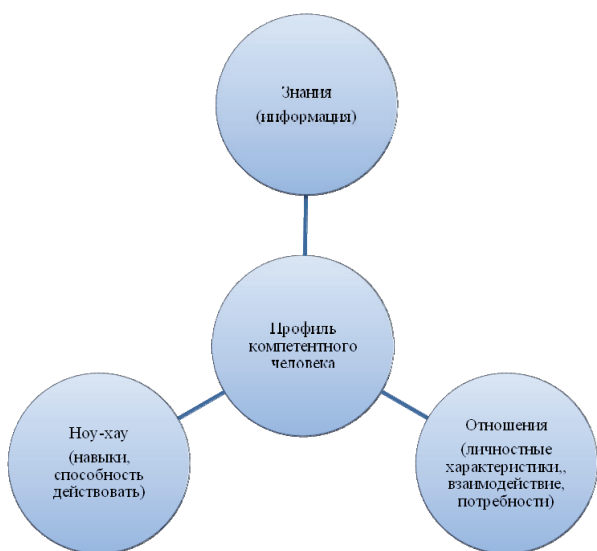 Знания
(информация)
Профиль
компетентного
человека
Ноу-хау
(навыки,
способность
действовать)
Отношения
(личностные
характеристики,,
взаимодействие,
потребности)